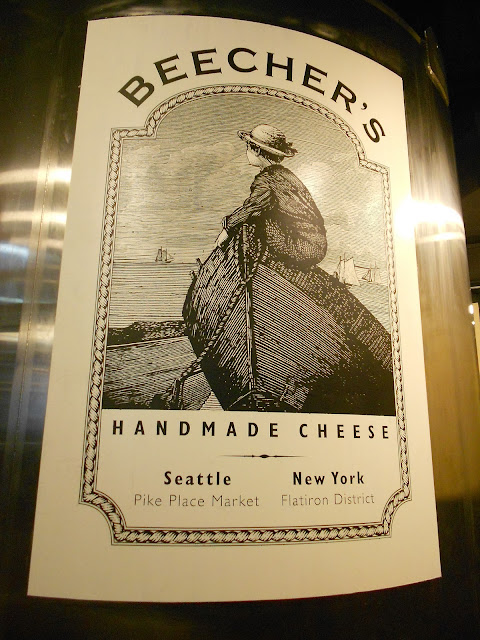 BEECHER'S
HANDMADE CHEESE
Seattle New York
Pike Place Market Flatiron District